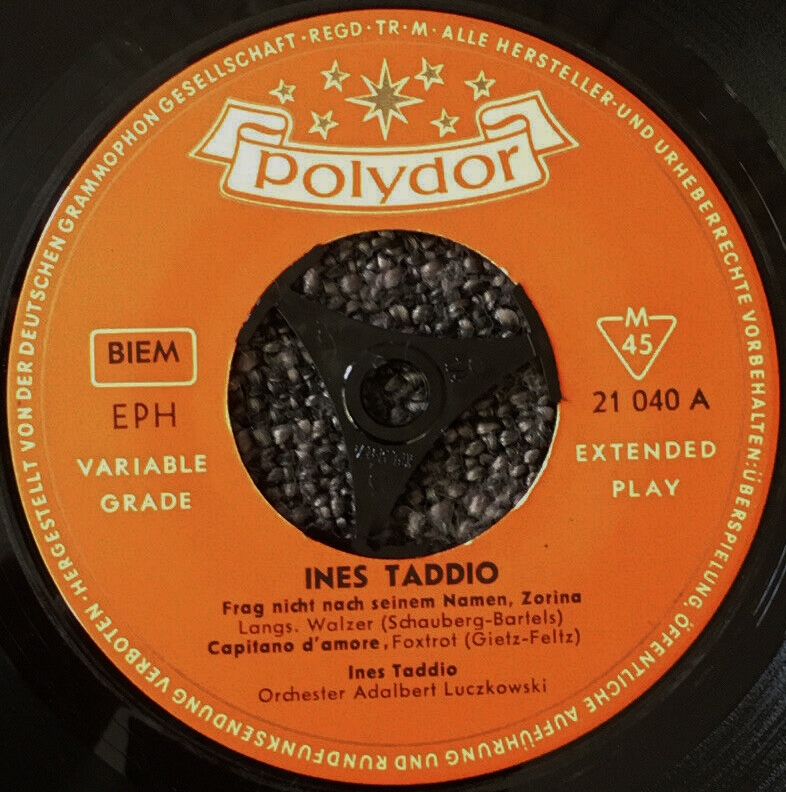 HERGESTELLT VON DER DEUTSCHEN GRAMMOPHON GESELLSCHAFT · REGD · TR · M · ALLE HERSTELLER- UND URHEBERRECHTE VORBEHALTEN: ÜBERSPIELUNG, ÖFFENTLICHE AUFFÜHRUNG UND RUNDFUNKSENDUNG VERBOTEN ·
polydor
BIEM
EPH
VARIABLE
GRADE
M
45
21 040 A
EXTENDED
PLAY
INES TADDIO
Frag nicht nach seinem Namen, Zorina
Langs. Walzer (Schauberg-Bartels)
Capitano d'amore, Foxtrot (Gietz-Feltz)
Ines Taddio
Orchester Adalbert Luczkowski